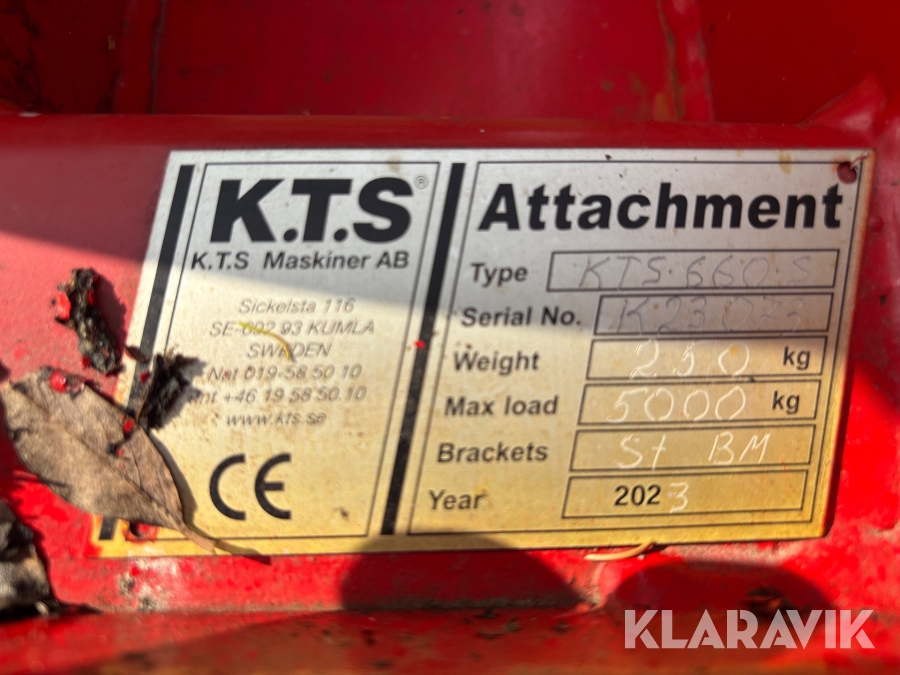 K.T.S®
K.T.S Maskiner AB
Sickelsta 116
SE-692 93 KUMLA
SWEDEN
Nat 019-58 50 10
Int +46 19 58 50 10
www.kts.se
CE
Attachment
Type KTS 660 S
Serial No. K23073
Weight 250 kg
Max load 5000 kg
Brackets St BM
Year 2023
KLARAVIK